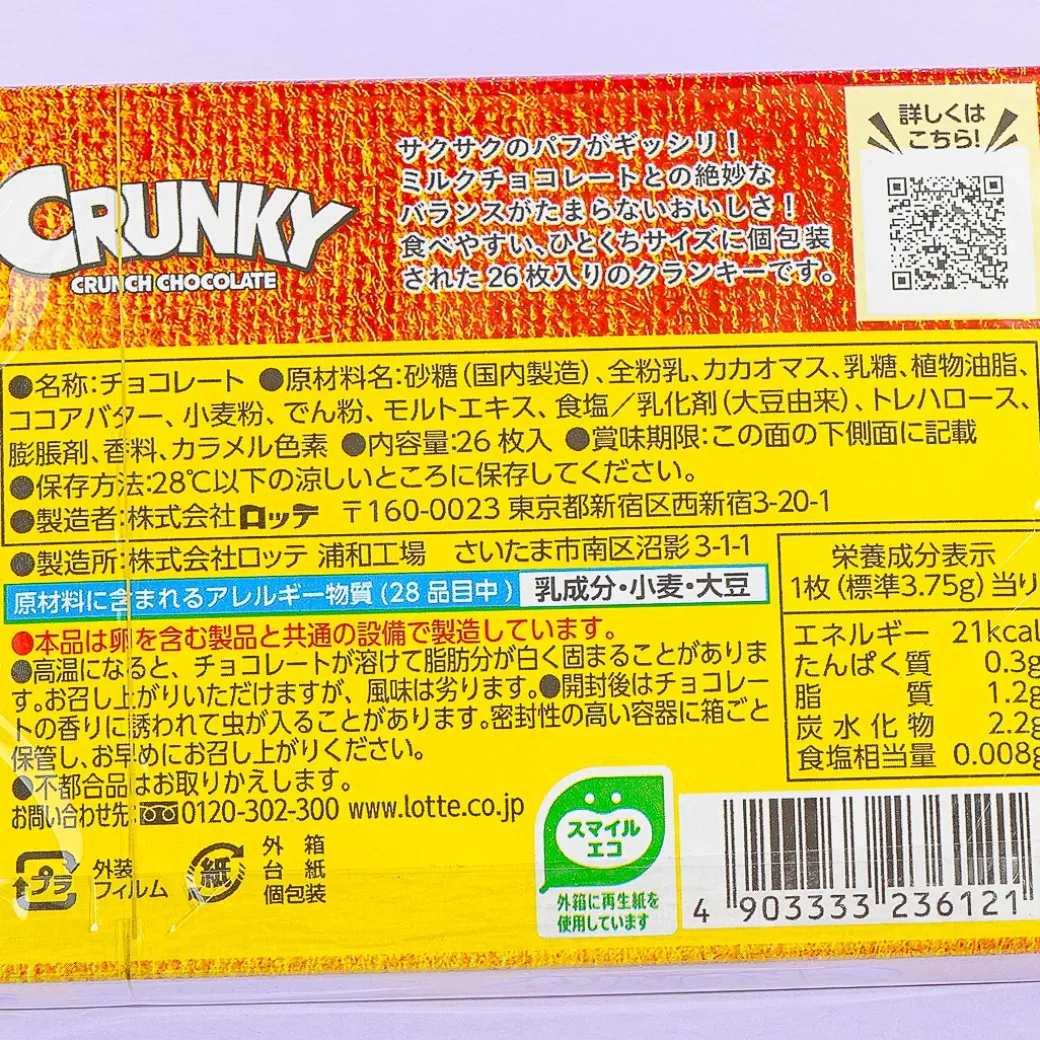 詳しくは
こちら!
サクサクのパフがギッシリ!
ミルクチョコレートとの絶妙な
バランスがたまらないおいしさ!
食べやすい、ひとくちサイズに個包装
された26枚入りのクランキーです。
CRUNKY
CRUNCH CHOCOLATE
●名称:チョコレート ●原材料名:砂糖(国内製造)、全粉乳、カカオマス、乳糖、植物油脂、
ココアバター、小麦粉、でん粉、モルトエキス、食塩/乳化剤(大豆由来)、トレハロース、
膨脹剤、香料、カラメル色素 ●内容量:26枚入 ●賞味期限:この面の下側面に記載
●保存方法:28℃以下の涼しいところに保存してください。
●製造者:株式会社ロッテ 〒160-0023 東京都新宿区西新宿3-20-1
●製造所:株式会社ロッテ 浦和工場 さいたま市南区沼影3-1-1
原材料に含まれるアレルギー物質(28品目中) 乳成分・小麦・大豆
●本品は卵を含む製品と共通の設備で製造しています。
●高温になると、チョコレートが溶けて脂肪分が白く固まることがありま
す。お召し上がりいただけますが、風味は劣ります。●開封後はチョコレー
トの香りに誘われて虫が入ることがあります。密封性の高い容器に箱ごと
保管し、お早めにお召し上がりください。
●不都合品はお取りかえします。
お問い合わせ先:0120-302-300 www.lotte.co.jp
栄養成分表示
1枚(標準3.75g)当り
エネルギー 21kcal
たんぱく質 0.3g
脂質 1.2g
炭水化物 2.2g
食塩相当量 0.008g
プラ 外装
フィルム
紙 外箱
台紙
個包装
スマイル
エコ
外箱に再生紙を
使用しています
4 903333 236121